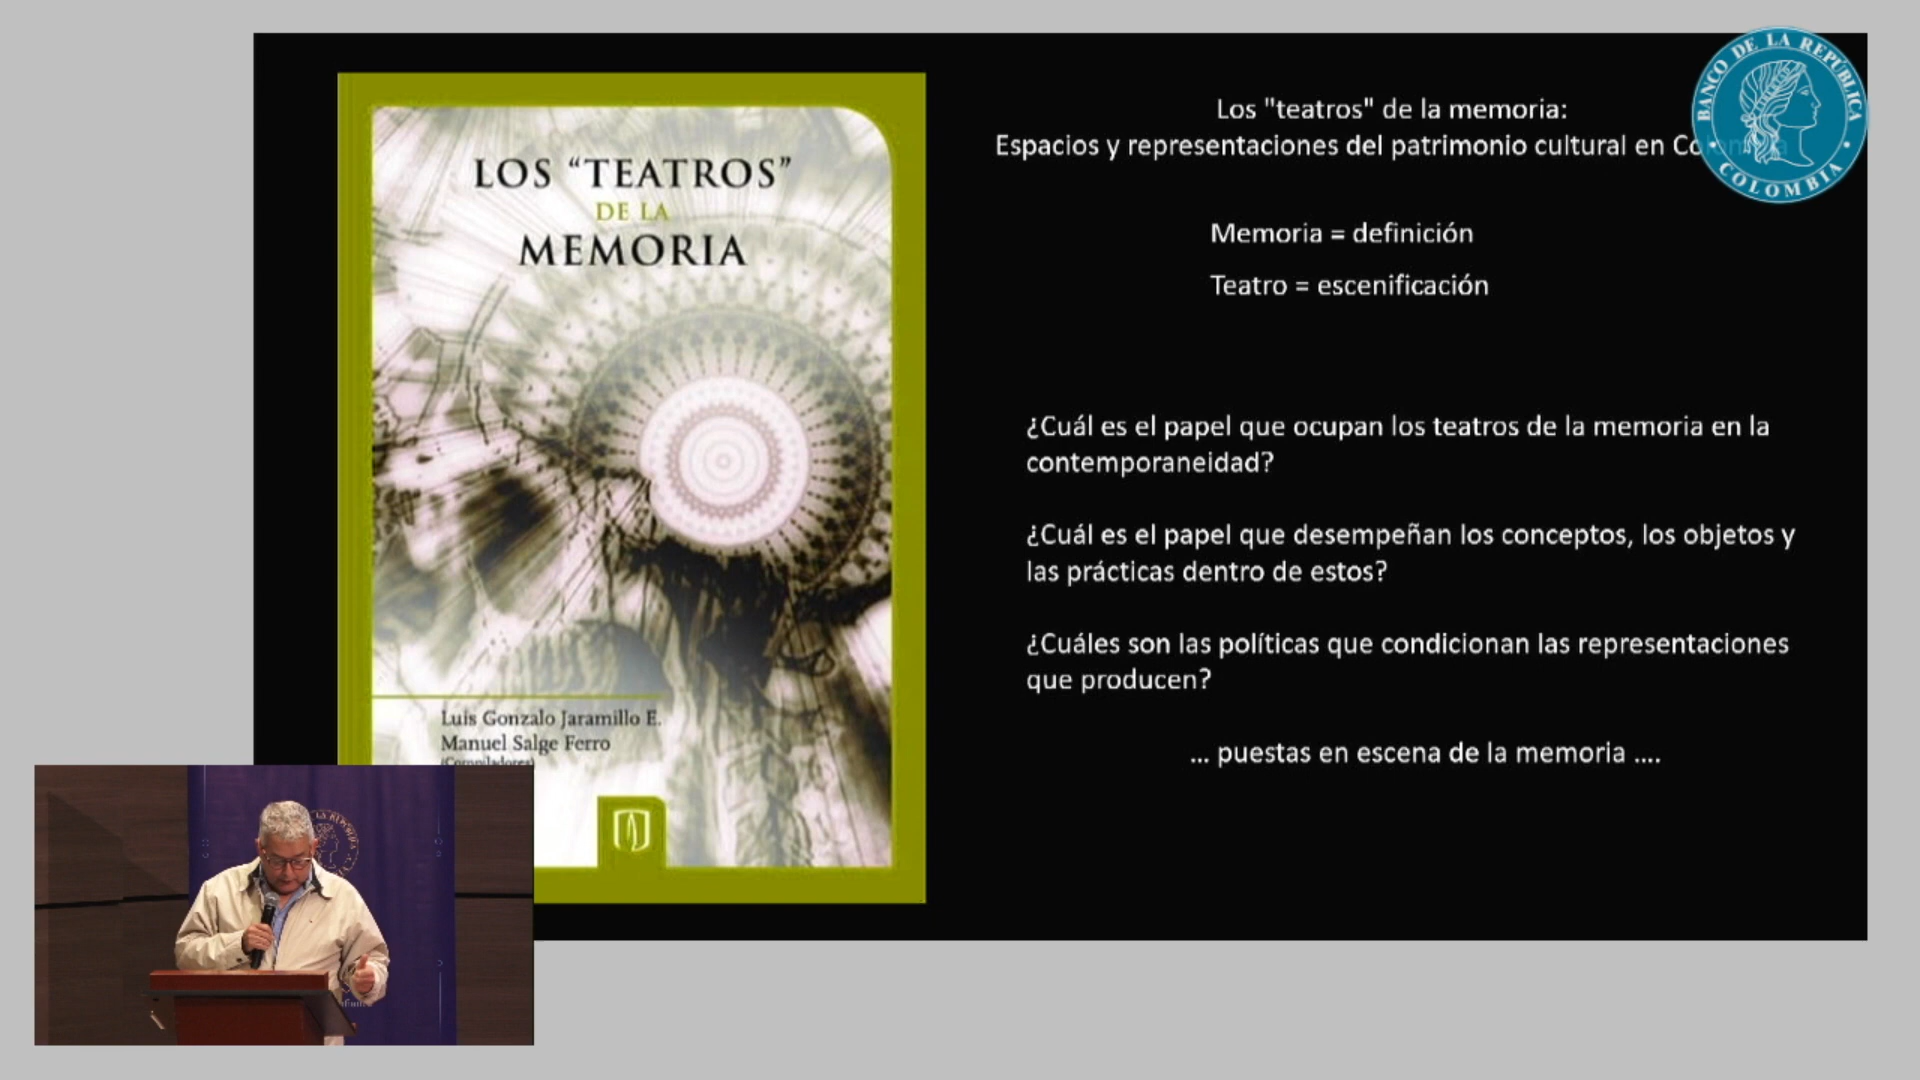 LOS “TEATROS”
DE LA
MEMORIA
Luis Gonzalo Jaramillo E.
Manuel Salge Ferro
(Compiladores)
Los "teatros" de la memoria:
Espacios y representaciones del patrimonio cultural en
Memoria = definición
Teatro = escenificación
¿Cuál es el papel que ocupan los teatros de la memoria en la
contemporaneidad?
¿Cuál es el papel que desempeñan los conceptos, los objetos y
las prácticas dentro de estos?
¿Cuáles son las políticas que condicionan las representaciones
que producen?
... puestas en escena de la memoria ....
BANCO DE LA REPÚBLICA
COLOMBIA